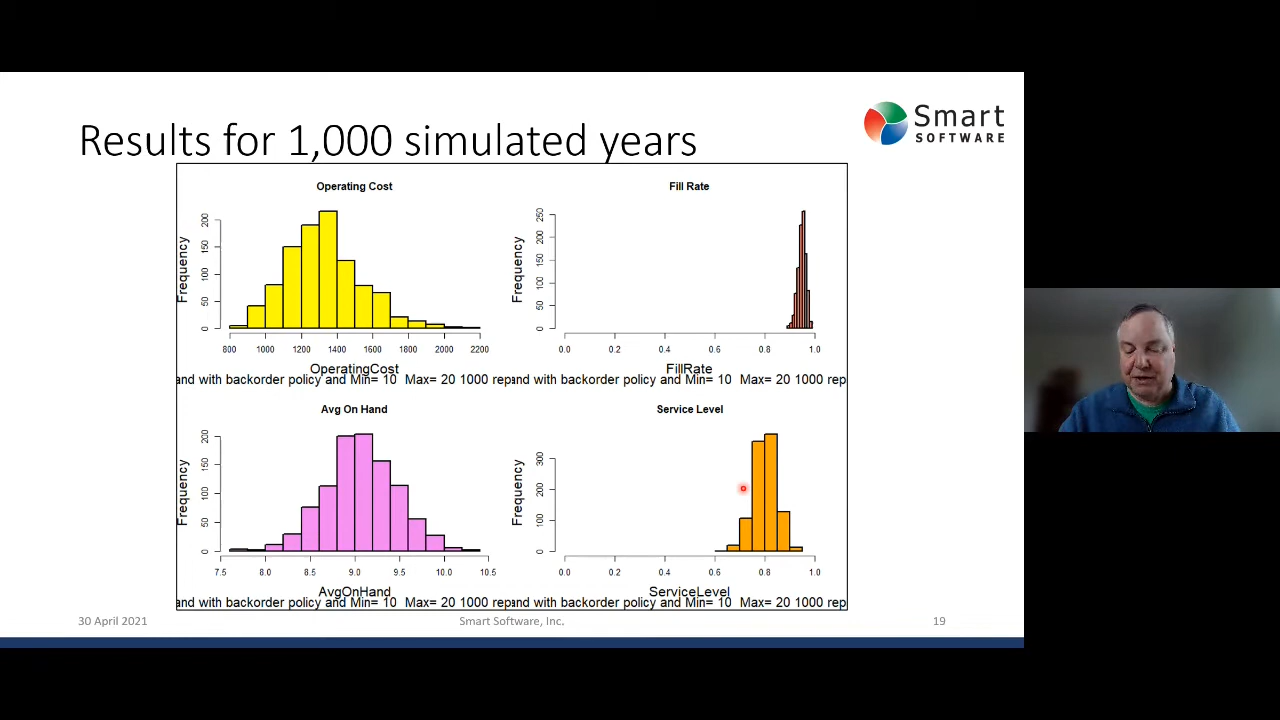 Smart
SOFTWARE
Results for 1,000 simulated years
Operating Cost
Frequency
0 50 100 150 200
800 1000 1200 1400 1600 1800 2000 2200
OperatingCost
and with backorder policy and Min= 10 Max= 20 1000 rep
Fill Rate
Frequency
0 50 100 150 200 250
0.0 0.2 0.4 0.6 0.8 1.0
FillRate
and with backorder policy and Min= 10 Max= 20 1000 rep
Avg On Hand
Frequency
0 50 100 150 200
7.5 8.0 8.5 9.0 9.5 10.0 10.5
AvgOnHand
and with backorder policy and Min= 10 Max= 20 1000 rep
Service Level
Frequency
0 100 200 300
0.0 0.2 0.4 0.6 0.8 1.0
ServiceLevel
and with backorder policy and Min= 10 Max= 20 1000 rep
30 April 2021
Smart Software, Inc.
19